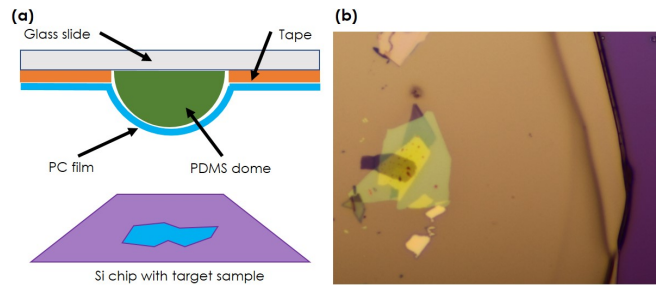 (a)
Glass slide
Tape
PC film
PDMS dome
Si chip with target sample
(b)